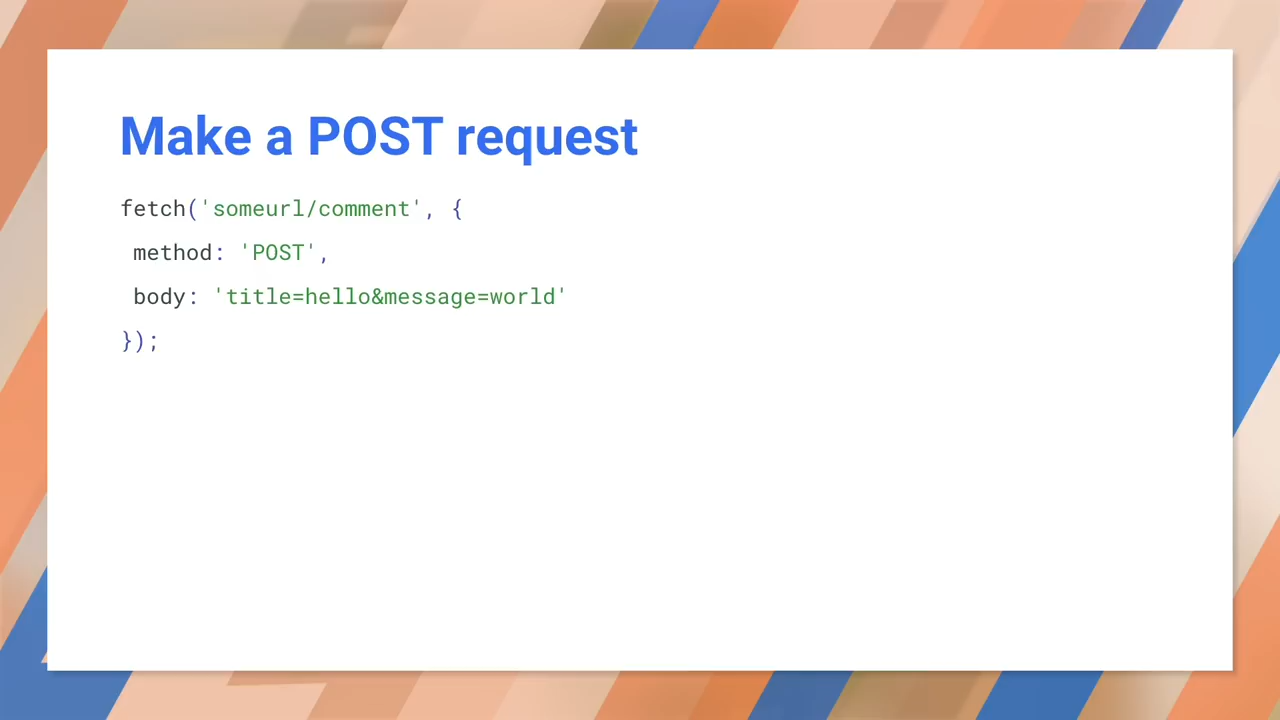 Make a POST request
fetch('someurl/comment', {
 method: 'POST',
 body: 'title=hello&message=world'
});